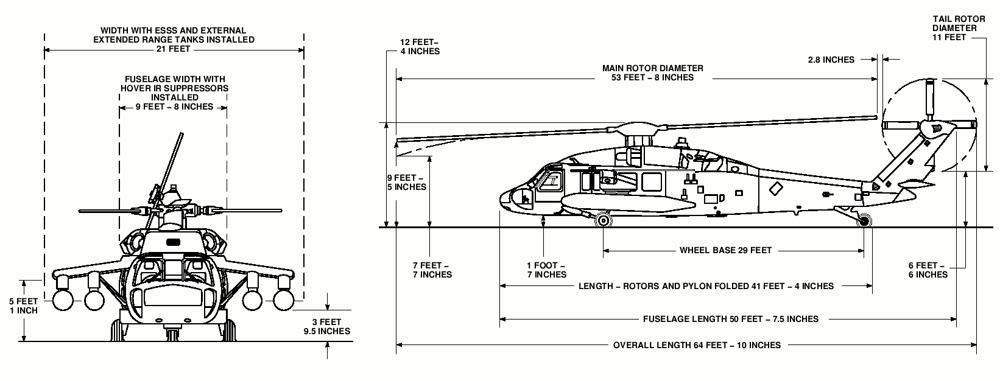 WIDTH WITH ESSS AND EXTERNAL
EXTENDED RANGE TANKS INSTALLED
21 FEET
FUSELAGE WIDTH WITH
HOVER IR SUPPRESSORS
INSTALLED
9 FEET – 8 INCHES
5 FEET
1 INCH
3 FEET
9.5 INCHES
12 FEET–
4 INCHES
MAIN ROTOR DIAMETER
53 FEET – 8 INCHES
2.8 INCHES
TAIL ROTOR
DIAMETER
11 FEET
9 FEET –
5 INCHES
WHEEL BASE 29 FEET
7 FEET –
7 INCHES
1 FOOT –
7 INCHES
6 FEET –
6 INCHES
LENGTH – ROTORS AND PYLON FOLDED 41 FEET – 4 INCHES
FUSELAGE LENGTH 50 FEET – 7.5 INCHES
OVERALL LENGTH 64 FEET – 10 INCHES